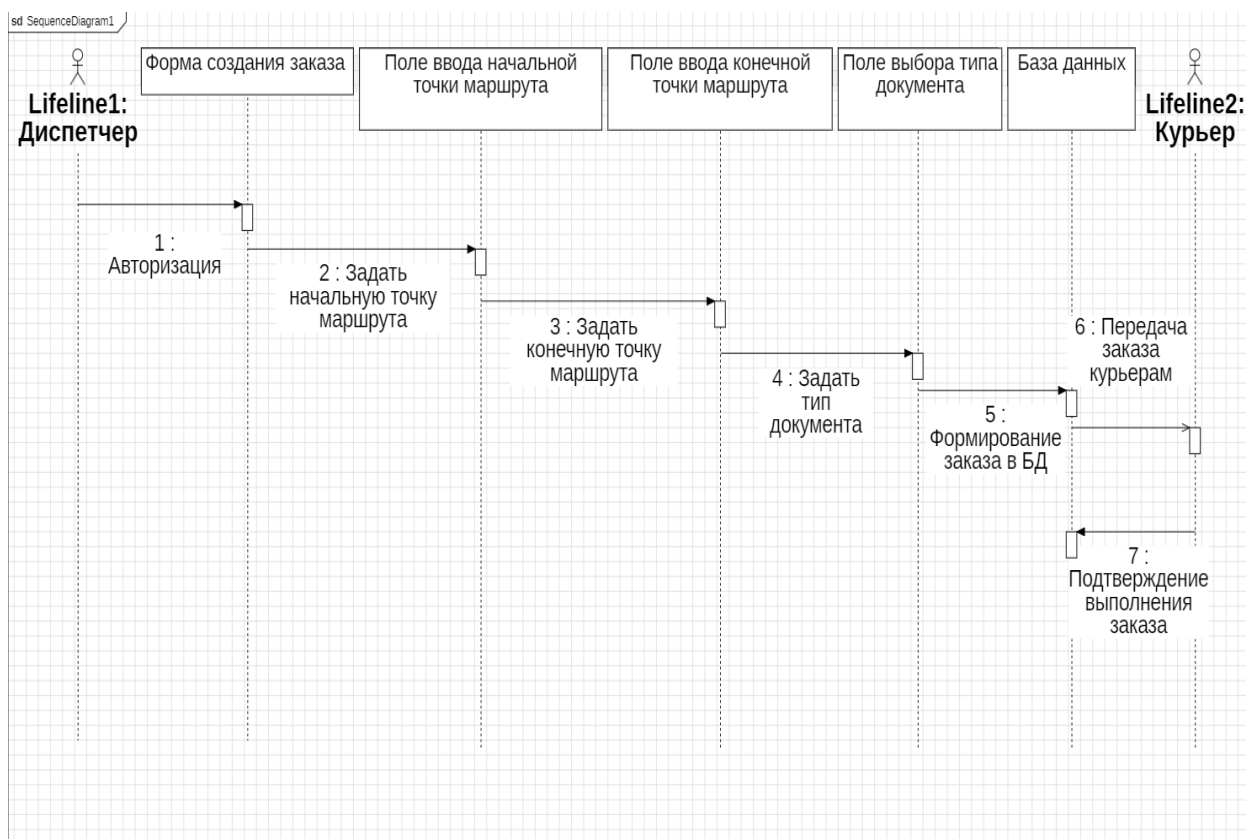 sd SequenceDiagram1
Lifeline1:
Диспетчер
Форма создания заказа
Поле ввода начальной
точки маршрута
Поле ввода конечной
точки маршрута
Поле выбора типа
документа
База данных
Lifeline2:
Курьер
1 :
Авторизация
2 : Задать
начальную точку
маршрута
3 : Задать
конечную точку
маршрута
4 : Задать
тип
документа
5 :
Формирование
заказа в БД
6 : Передача
заказа
курьерам
7 :
Подтверждение
выполнения
заказа